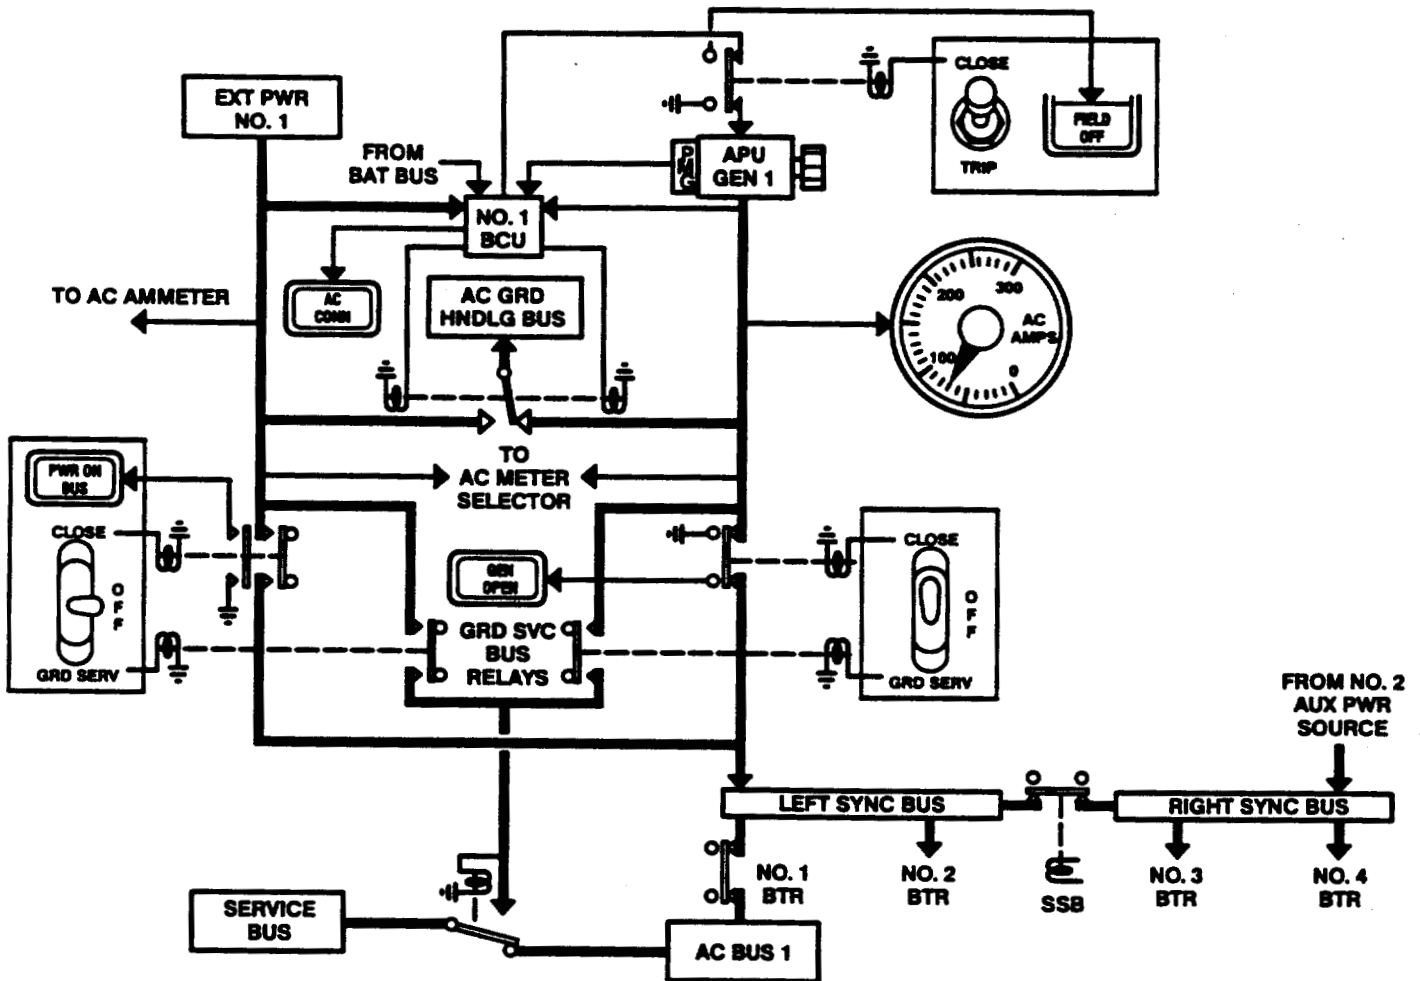 EXT PWR
NO. 1
FROM
BAT BUS
NO. 1
BCU
PMG
APU
GEN 1
CLOSE
TRIP
FIELD
OFF
TO AC AMMETER
AC
CONN
AC GRD
HNDLG BUS
200
300
AC
AMPS
100
0
TO
AC METER
SELECTOR
PWR ON
BUS
CLOSE
OFF
GRD SERV
GEN
OPEN
GRD SVC
BUS
RELAYS
CLOSE
OFF
GRD SERV
FROM NO. 2
AUX PWR
SOURCE
LEFT SYNC BUS
RIGHT SYNC BUS
NO. 1
BTR
NO. 2
BTR
SSB
NO. 3
BTR
NO. 4
BTR
SERVICE
BUS
AC BUS 1